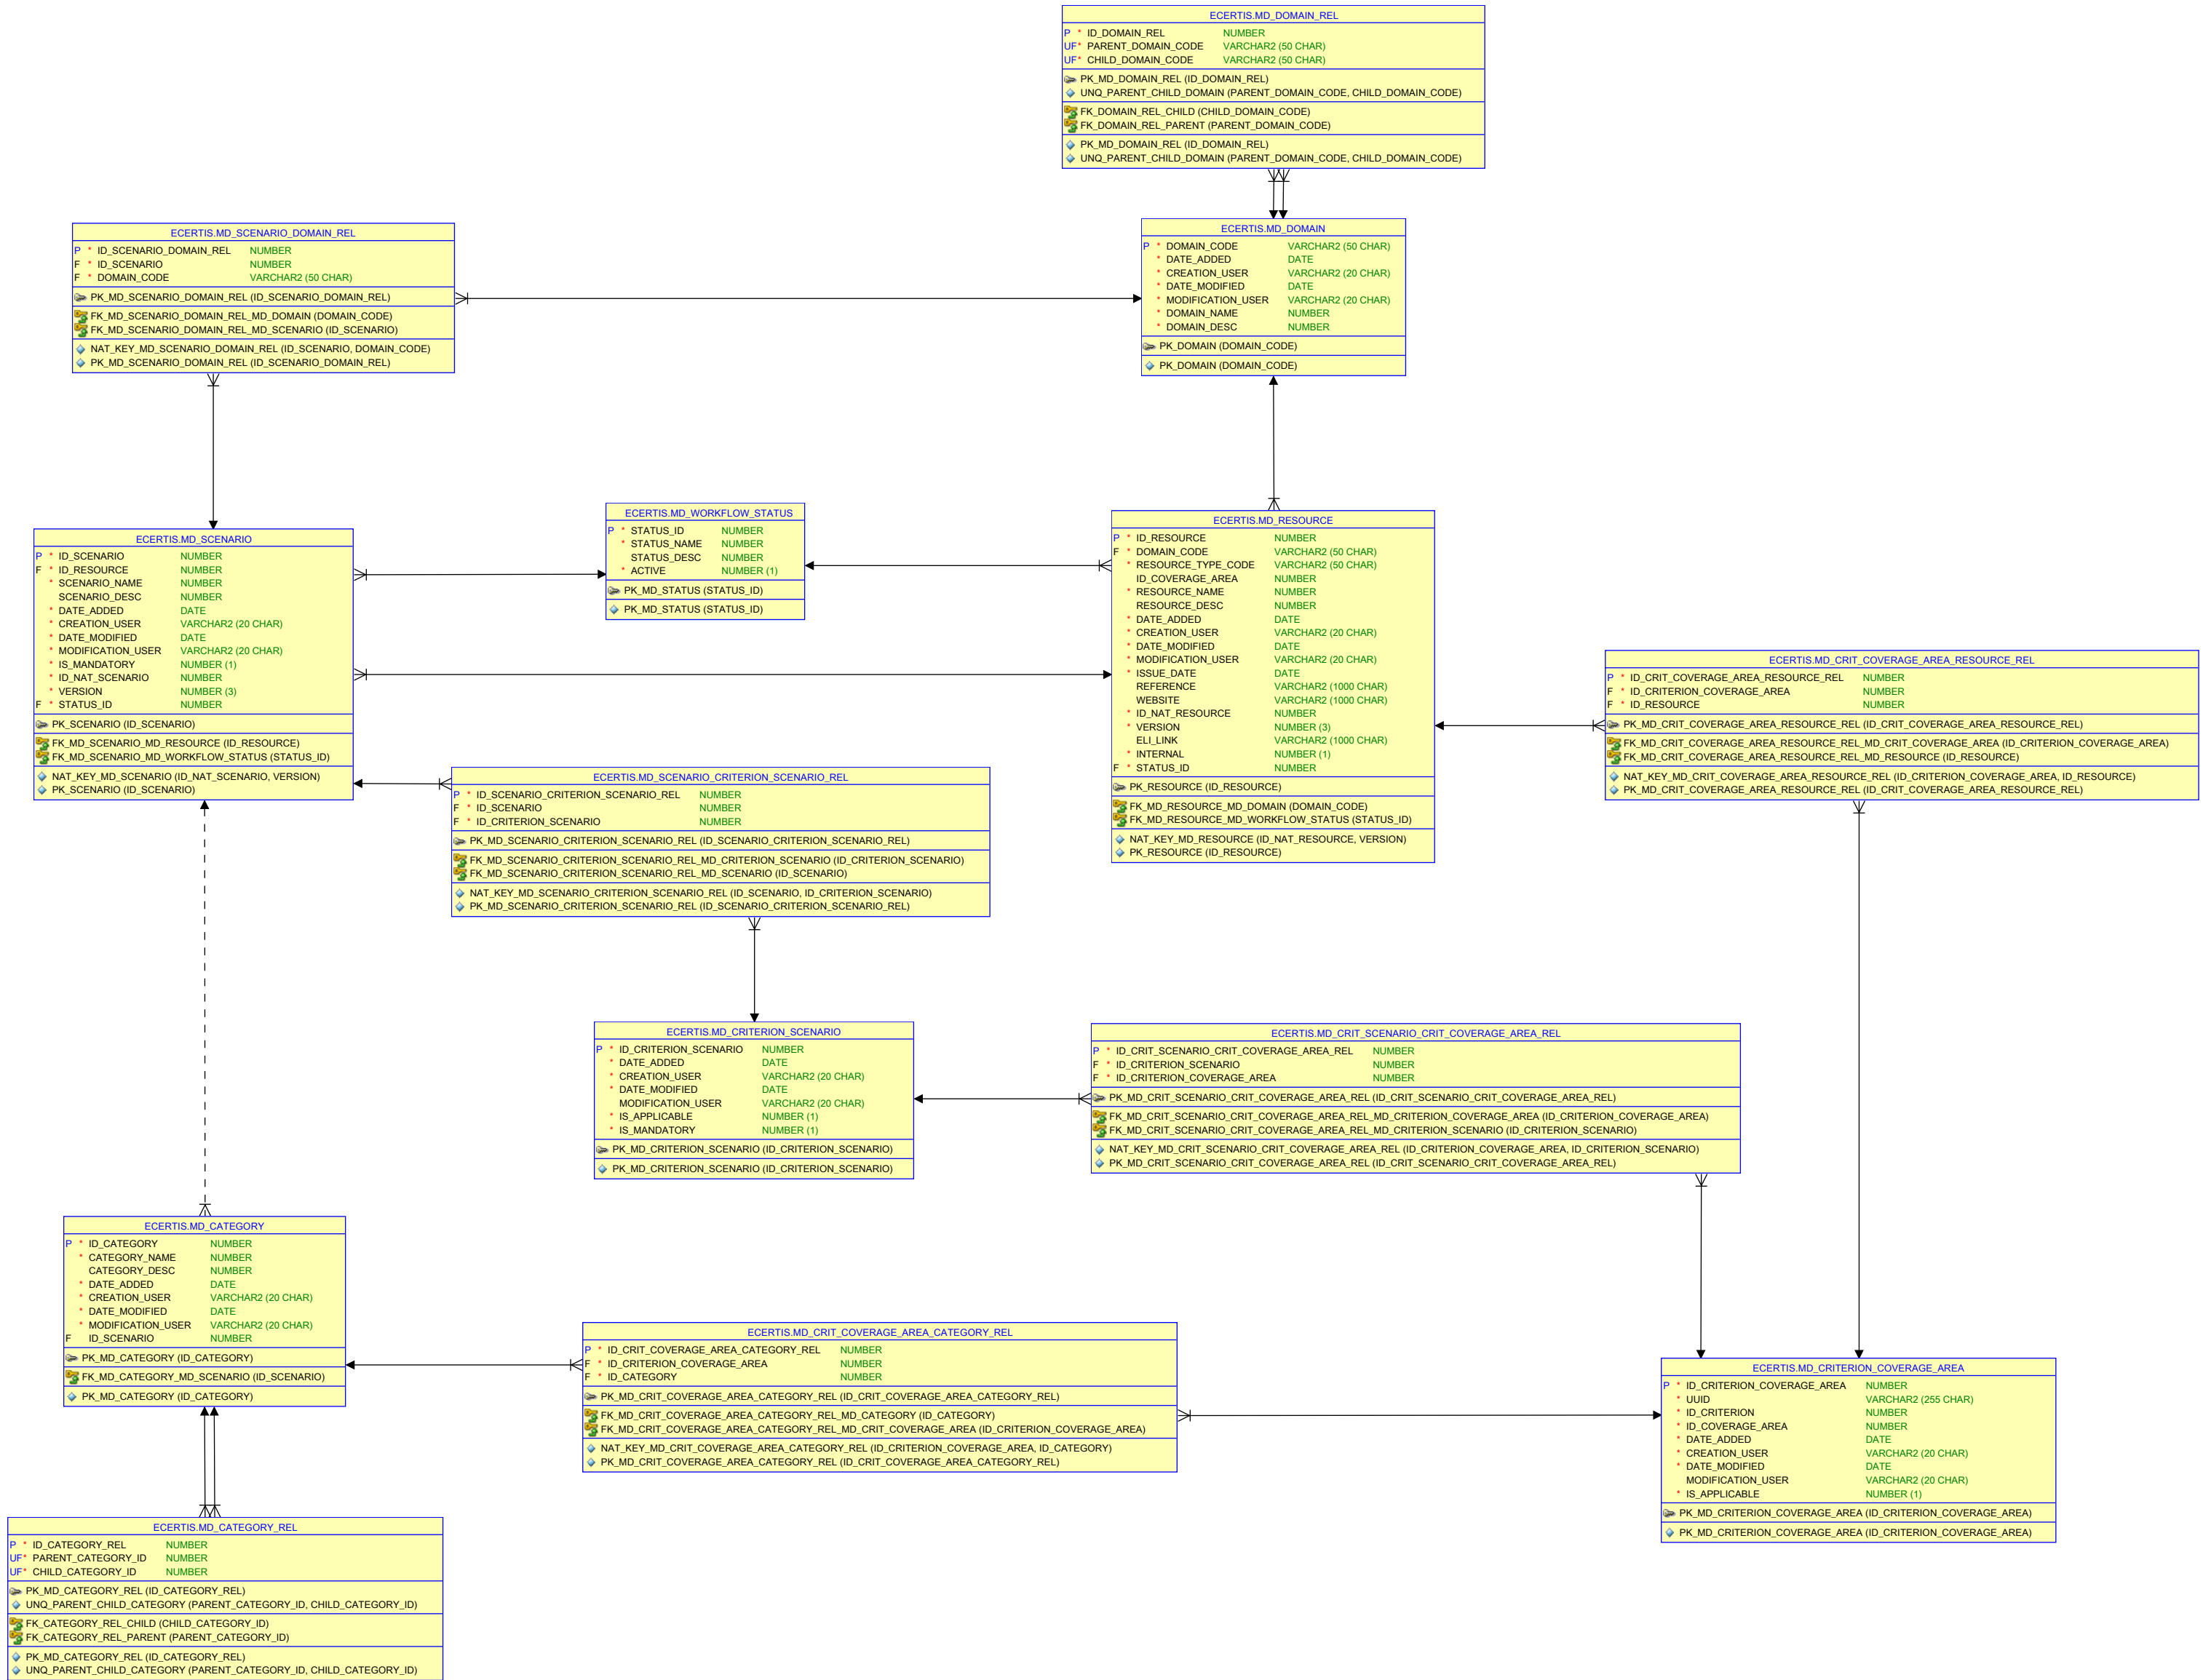 ECERTIS.MD_DOMAIN_REL
P * ID_DOMAIN_REL NUMBER
UF* PARENT_DOMAIN_CODE VARCHAR2 (50 CHAR)
UF* CHILD_DOMAIN_CODE VARCHAR2 (50 CHAR)
PK_MD_DOMAIN_REL (ID_DOMAIN_REL)
UNQ_PARENT_CHILD_DOMAIN (PARENT_DOMAIN_CODE, CHILD_DOMAIN_CODE)
FK_DOMAIN_REL_CHILD (CHILD_DOMAIN_CODE)
FK_DOMAIN_REL_PARENT (PARENT_DOMAIN_CODE)
PK_MD_DOMAIN_REL (ID_DOMAIN_REL)
UNQ_PARENT_CHILD_DOMAIN (PARENT_DOMAIN_CODE, CHILD_DOMAIN_CODE)
ECERTIS.MD_SCENARIO_DOMAIN_REL
P * ID_SCENARIO_DOMAIN_REL NUMBER
F * ID_SCENARIO NUMBER
F * DOMAIN_CODE VARCHAR2 (50 CHAR)
PK_MD_SCENARIO_DOMAIN_REL (ID_SCENARIO_DOMAIN_REL)
FK_MD_SCENARIO_DOMAIN_REL_MD_DOMAIN (DOMAIN_CODE)
FK_MD_SCENARIO_DOMAIN_REL_MD_SCENARIO (ID_SCENARIO)
NAT_KEY_MD_SCENARIO_DOMAIN_REL (ID_SCENARIO, DOMAIN_CODE)
PK_MD_SCENARIO_DOMAIN_REL (ID_SCENARIO_DOMAIN_REL)
ECERTIS.MD_DOMAIN
P * DOMAIN_CODE VARCHAR2 (50 CHAR)
* DATE_ADDED DATE
* CREATION_USER VARCHAR2 (20 CHAR)
* DATE_MODIFIED DATE
* MODIFICATION_USER VARCHAR2 (20 CHAR)
* DOMAIN_NAME NUMBER
* DOMAIN_DESC NUMBER
PK_DOMAIN (DOMAIN_CODE)
PK_DOMAIN (DOMAIN_CODE)
ECERTIS.MD_SCENARIO
P * ID_SCENARIO NUMBER
F * ID_RESOURCE NUMBER
* SCENARIO_NAME NUMBER
SCENARIO_DESC NUMBER
* DATE_ADDED DATE
* CREATION_USER VARCHAR2 (20 CHAR)
* DATE_MODIFIED DATE
* MODIFICATION_USER VARCHAR2 (20 CHAR)
* IS_MANDATORY NUMBER (1)
* ID_NAT_SCENARIO NUMBER
* VERSION NUMBER (3)
F * STATUS_ID NUMBER
PK_SCENARIO (ID_SCENARIO)
FK_MD_SCENARIO_MD_RESOURCE (ID_RESOURCE)
FK_MD_SCENARIO_MD_WORKFLOW_STATUS (STATUS_ID)
NAT_KEY_MD_SCENARIO (ID_NAT_SCENARIO, VERSION)
PK_SCENARIO (ID_SCENARIO)
ECERTIS.MD_WORKFLOW_STATUS
P * STATUS_ID NUMBER
* STATUS_NAME NUMBER
STATUS_DESC NUMBER
* ACTIVE NUMBER (1)
PK_MD_STATUS (STATUS_ID)
PK_MD_STATUS (STATUS_ID)
ECERTIS.MD_RESOURCE
P * ID_RESOURCE NUMBER
F * DOMAIN_CODE VARCHAR2 (50 CHAR)
* RESOURCE_TYPE_CODE VARCHAR2 (50 CHAR)
ID_COVERAGE_AREA NUMBER
* RESOURCE_NAME NUMBER
RESOURCE_DESC NUMBER
* DATE_ADDED DATE
* CREATION_USER VARCHAR2 (20 CHAR)
* DATE_MODIFIED DATE
* MODIFICATION_USER VARCHAR2 (20 CHAR)
* ISSUE_DATE DATE
REFERENCE VARCHAR2 (1000 CHAR)
WEBSITE VARCHAR2 (1000 CHAR)
* ID_NAT_RESOURCE NUMBER
* VERSION NUMBER (3)
ELI_LINK VARCHAR2 (1000 CHAR)
* INTERNAL NUMBER (1)
F * STATUS_ID NUMBER
PK_RESOURCE (ID_RESOURCE)
FK_MD_RESOURCE_MD_DOMAIN (DOMAIN_CODE)
FK_MD_RESOURCE_MD_WORKFLOW_STATUS (STATUS_ID)
NAT_KEY_MD_RESOURCE (ID_NAT_RESOURCE, VERSION)
PK_RESOURCE (ID_RESOURCE)
ECERTIS.MD_CRIT_COVERAGE_AREA_RESOURCE_REL
P * ID_CRIT_COVERAGE_AREA_RESOURCE_REL NUMBER
F * ID_CRITERION_COVERAGE_AREA NUMBER
F * ID_RESOURCE NUMBER
PK_MD_CRIT_COVERAGE_AREA_RESOURCE_REL (ID_CRIT_COVERAGE_AREA_RESOURCE_REL)
FK_MD_CRIT_COVERAGE_AREA_RESOURCE_REL_MD_CRIT_COVERAGE_AREA (ID_CRITERION_COVERAGE_AREA)
FK_MD_CRIT_COVERAGE_AREA_RESOURCE_REL_MD_RESOURCE (ID_RESOURCE)
NAT_KEY_MD_CRIT_COVERAGE_AREA_RESOURCE_REL (ID_CRITERION_COVERAGE_AREA, ID_RESOURCE)
PK_MD_CRIT_COVERAGE_AREA_RESOURCE_REL (ID_CRIT_COVERAGE_AREA_RESOURCE_REL)
ECERTIS.MD_SCENARIO_CRITERION_SCENARIO_REL
P * ID_SCENARIO_CRITERION_SCENARIO_REL NUMBER
F * ID_SCENARIO NUMBER
F * ID_CRITERION_SCENARIO NUMBER
PK_MD_SCENARIO_CRITERION_SCENARIO_REL (ID_SCENARIO_CRITERION_SCENARIO_REL)
FK_MD_SCENARIO_CRITERION_SCENARIO_REL_MD_CRITERION_SCENARIO (ID_CRITERION_SCENARIO)
FK_MD_SCENARIO_CRITERION_SCENARIO_REL_MD_SCENARIO (ID_SCENARIO)
NAT_KEY_MD_SCENARIO_CRITERION_SCENARIO_REL (ID_SCENARIO, ID_CRITERION_SCENARIO)
PK_MD_SCENARIO_CRITERION_SCENARIO_REL (ID_SCENARIO_CRITERION_SCENARIO_REL)
ECERTIS.MD_CRITERION_SCENARIO
P * ID_CRITERION_SCENARIO NUMBER
* DATE_ADDED DATE
* CREATION_USER VARCHAR2 (20 CHAR)
* DATE_MODIFIED DATE
MODIFICATION_USER VARCHAR2 (20 CHAR)
* IS_APPLICABLE NUMBER (1)
* IS_MANDATORY NUMBER (1)
PK_MD_CRITERION_SCENARIO (ID_CRITERION_SCENARIO)
PK_MD_CRITERION_SCENARIO (ID_CRITERION_SCENARIO)
ECERTIS.MD_CRIT_SCENARIO_CRIT_COVERAGE_AREA_REL
P * ID_CRIT_SCENARIO_CRIT_COVERAGE_AREA_REL NUMBER
F * ID_CRITERION_SCENARIO NUMBER
F * ID_CRITERION_COVERAGE_AREA NUMBER
PK_MD_CRIT_SCENARIO_CRIT_COVERAGE_AREA_REL (ID_CRIT_SCENARIO_CRIT_COVERAGE_AREA_REL)
FK_MD_CRIT_SCENARIO_CRIT_COVERAGE_AREA_REL_MD_CRITERION_COVERAGE_AREA (ID_CRITERION_COVERAGE_AREA)
FK_MD_CRIT_SCENARIO_CRIT_COVERAGE_AREA_REL_MD_CRITERION_SCENARIO (ID_CRITERION_SCENARIO)
NAT_KEY_MD_CRIT_SCENARIO_CRIT_COVERAGE_AREA_REL (ID_CRITERION_COVERAGE_AREA, ID_CRITERION_SCENARIO)
PK_MD_CRIT_SCENARIO_CRIT_COVERAGE_AREA_REL (ID_CRIT_SCENARIO_CRIT_COVERAGE_AREA_REL)
ECERTIS.MD_CATEGORY
P * ID_CATEGORY NUMBER
* CATEGORY_NAME NUMBER
CATEGORY_DESC NUMBER
* DATE_ADDED DATE
* CREATION_USER VARCHAR2 (20 CHAR)
* DATE_MODIFIED DATE
* MODIFICATION_USER VARCHAR2 (20 CHAR)
F ID_SCENARIO NUMBER
PK_MD_CATEGORY (ID_CATEGORY)
FK_MD_CATEGORY_MD_SCENARIO (ID_SCENARIO)
PK_MD_CATEGORY (ID_CATEGORY)
ECERTIS.MD_CRIT_COVERAGE_AREA_CATEGORY_REL
P * ID_CRIT_COVERAGE_AREA_CATEGORY_REL NUMBER
F * ID_CRITERION_COVERAGE_AREA NUMBER
F * ID_CATEGORY NUMBER
PK_MD_CRIT_COVERAGE_AREA_CATEGORY_REL (ID_CRIT_COVERAGE_AREA_CATEGORY_REL)
FK_MD_CRIT_COVERAGE_AREA_CATEGORY_REL_MD_CATEGORY (ID_CATEGORY)
FK_MD_CRIT_COVERAGE_AREA_CATEGORY_REL_MD_CRIT_COVERAGE_AREA (ID_CRITERION_COVERAGE_AREA)
NAT_KEY_MD_CRIT_COVERAGE_AREA_CATEGORY_REL (ID_CRITERION_COVERAGE_AREA, ID_CATEGORY)
PK_MD_CRIT_COVERAGE_AREA_CATEGORY_REL (ID_CRIT_COVERAGE_AREA_CATEGORY_REL)
ECERTIS.MD_CRITERION_COVERAGE_AREA
P * ID_CRITERION_COVERAGE_AREA NUMBER
* UUID VARCHAR2 (255 CHAR)
* ID_CRITERION NUMBER
* ID_COVERAGE_AREA NUMBER
* DATE_ADDED DATE
* CREATION_USER VARCHAR2 (20 CHAR)
* DATE_MODIFIED DATE
MODIFICATION_USER VARCHAR2 (20 CHAR)
* IS_APPLICABLE NUMBER (1)
PK_MD_CRITERION_COVERAGE_AREA (ID_CRITERION_COVERAGE_AREA)
PK_MD_CRITERION_COVERAGE_AREA (ID_CRITERION_COVERAGE_AREA)
ECERTIS.MD_CATEGORY_REL
P * ID_CATEGORY_REL NUMBER
UF* PARENT_CATEGORY_ID NUMBER
UF* CHILD_CATEGORY_ID NUMBER
PK_MD_CATEGORY_REL (ID_CATEGORY_REL)
UNQ_PARENT_CHILD_CATEGORY (PARENT_CATEGORY_ID, CHILD_CATEGORY_ID)
FK_CATEGORY_REL_CHILD (CHILD_CATEGORY_ID)
FK_CATEGORY_REL_PARENT (PARENT_CATEGORY_ID)
PK_MD_CATEGORY_REL (ID_CATEGORY_REL)
UNQ_PARENT_CHILD_CATEGORY (PARENT_CATEGORY_ID, CHILD_CATEGORY_ID)